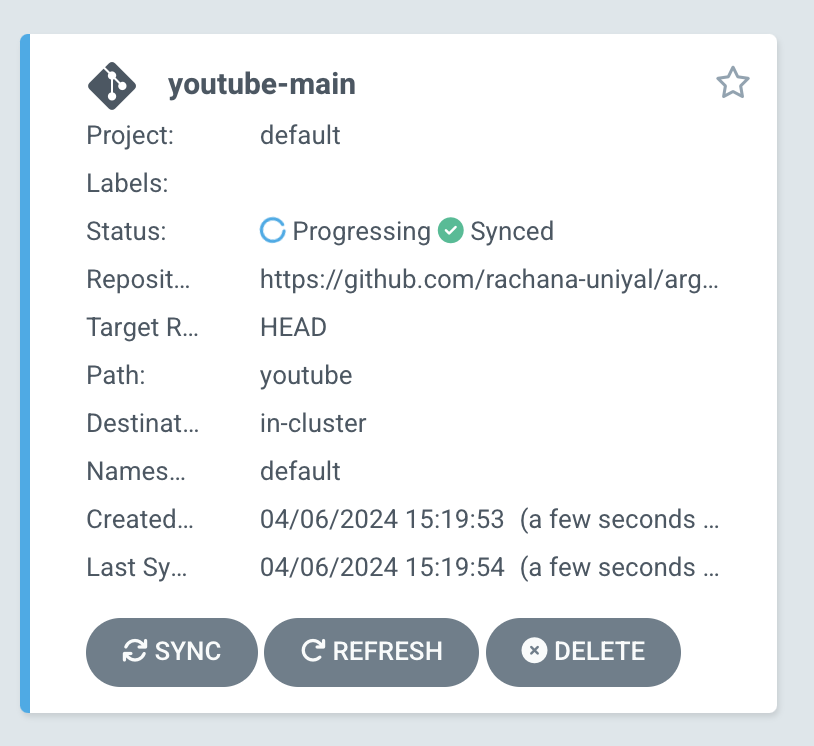 youtube-main
Project: default
Labels:
Status: Progressing Synced
Reposit... https://github.com/rachana-uniyal/arg...
Target R... HEAD
Path: youtube
Destinat... in-cluster
Names... default
Created... 04/06/2024 15:19:53 (a few seconds ...
Last Sy... 04/06/2024 15:19:54 (a few seconds ...
SYNC REFRESH DELETE